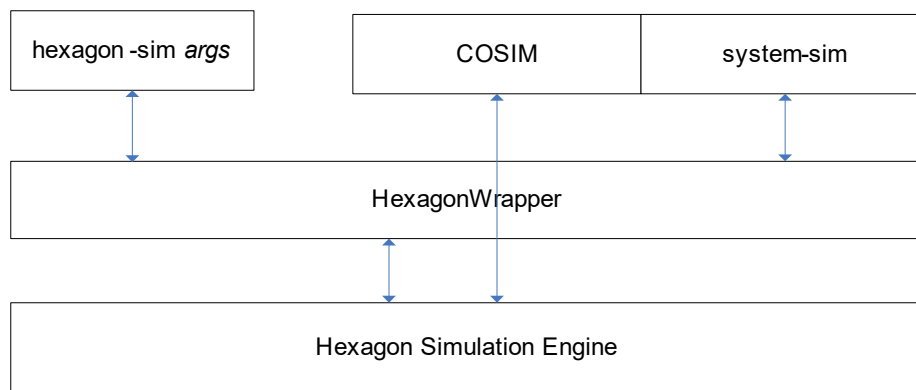 hexagon -sim args
COSIM
system-sim
HexagonWrapper
Hexagon Simulation Engine